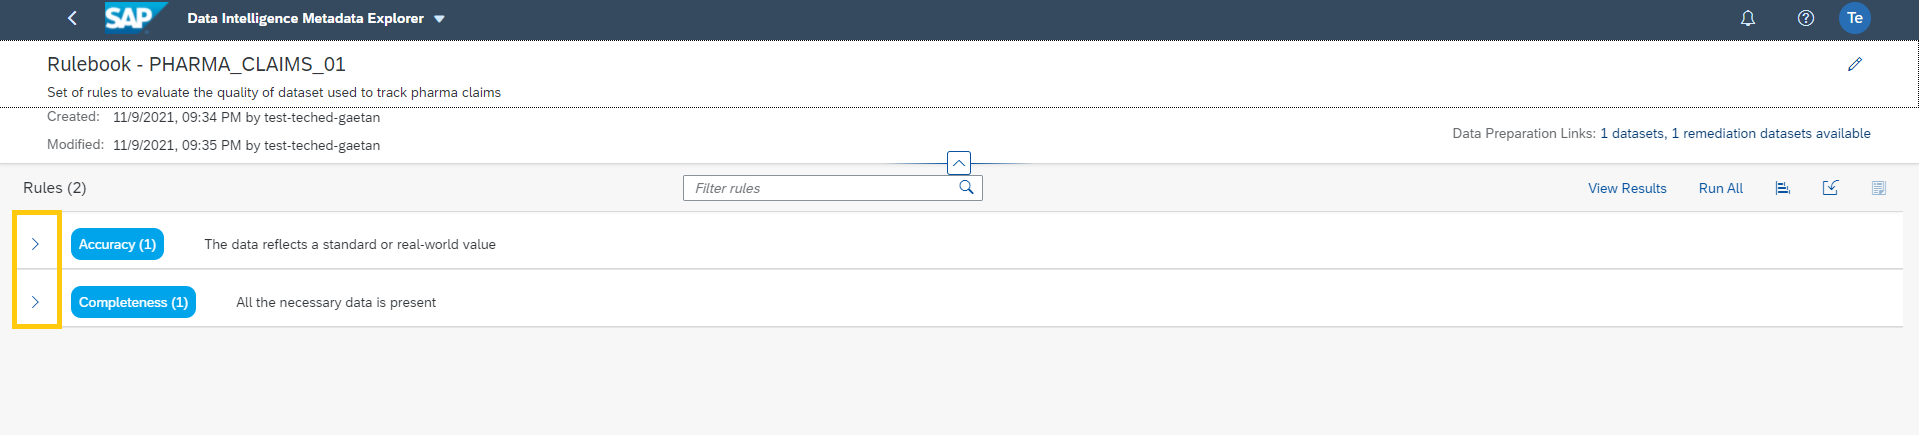 SAP Data Intelligence Metadata Explorer Te
Rulebook - PHARMA_CLAIMS_01
Set of rules to evaluate the quality of dataset used to track pharma claims
Created: 11/9/2021, 09:34 PM by test-teched-gaetan
Data Preparation Links: 1 datasets, 1 remediation datasets available
Modified: 11/9/2021, 09:35 PM by test-teched-gaetan
Rules (2) Filter rules View Results Run All
Accuracy (1) The data reflects a standard or real-world value
Completeness (1) All the necessary data is present